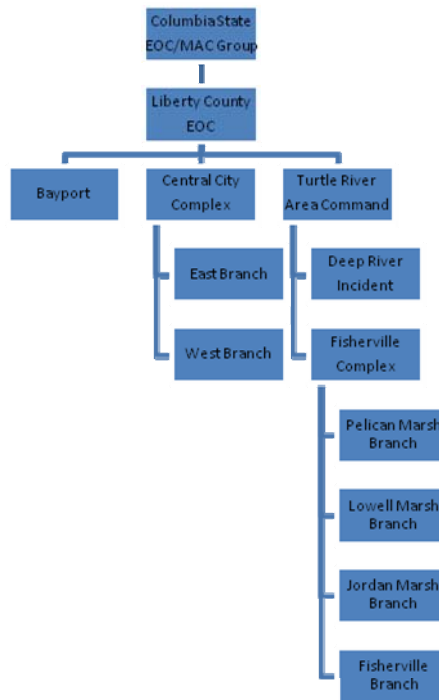 Columbia State
EOC/MAC Group
Liberty County
EOC
Bayport
Central City
Complex
Turtle River
Area Command
East Branch
Deep River
Incident
West Branch
Fisherville
Complex
Pelican Marsh
Branch
Lowell Marsh
Branch
Jordan Marsh
Branch
Fisherville
Branch